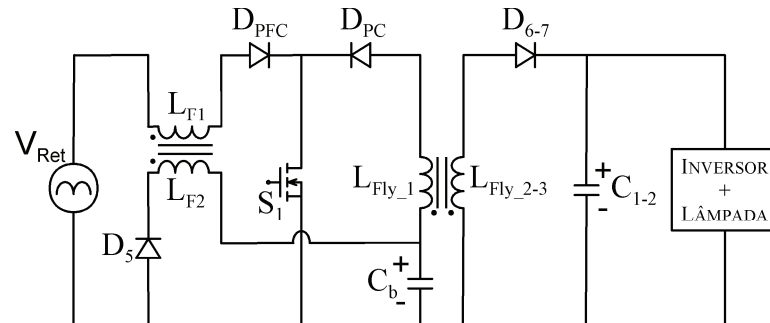 D_PFC D_PC D_6-7
L_F1
V_Ret
L_F2
S_1
L_Fly_1 L_Fly_2-3
+
-
C_1-2
INVERSOR
+
LÂMPADA
D_5
C_b
+
-